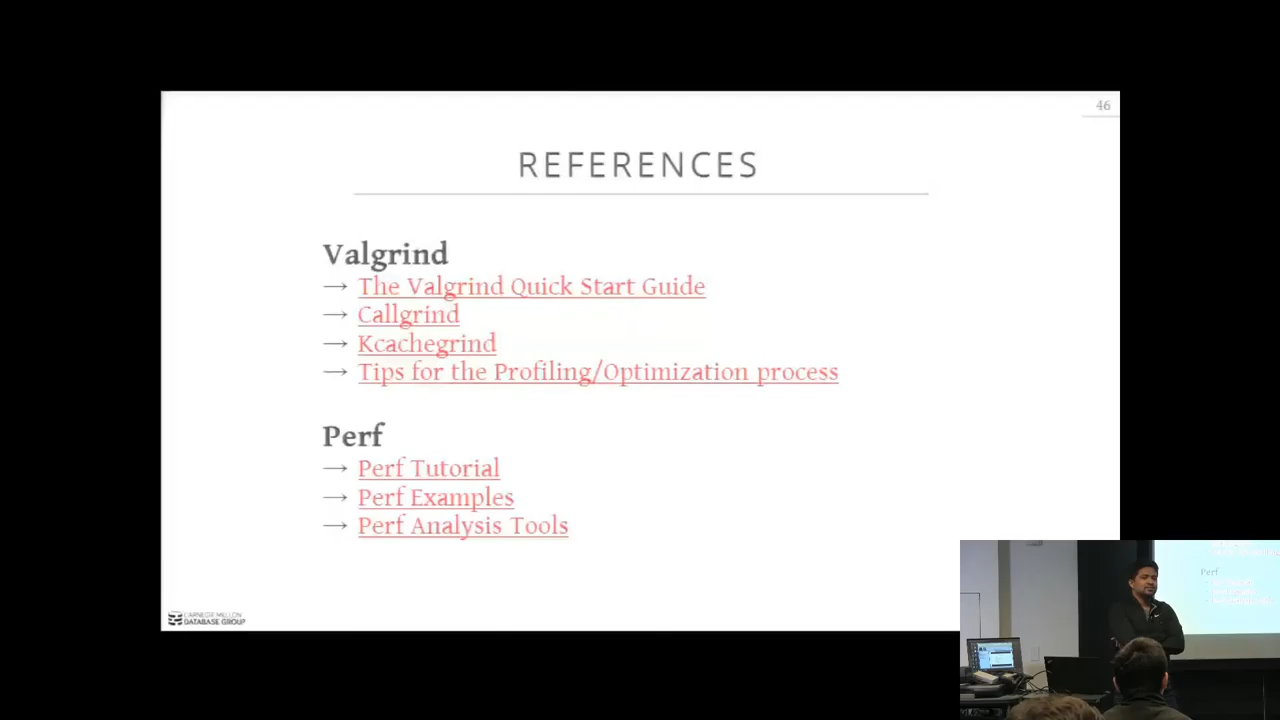 46
REFERENCES
Valgrind
→ The Valgrind Quick Start Guide
→ Callgrind
→ Kcachegrind
→ Tips for the Profiling/Optimization process
Perf
→ Perf Tutorial
→ Perf Examples
→ Perf Analysis Tools
CARNEGIE MELLON
DATABASE GROUP
Perf